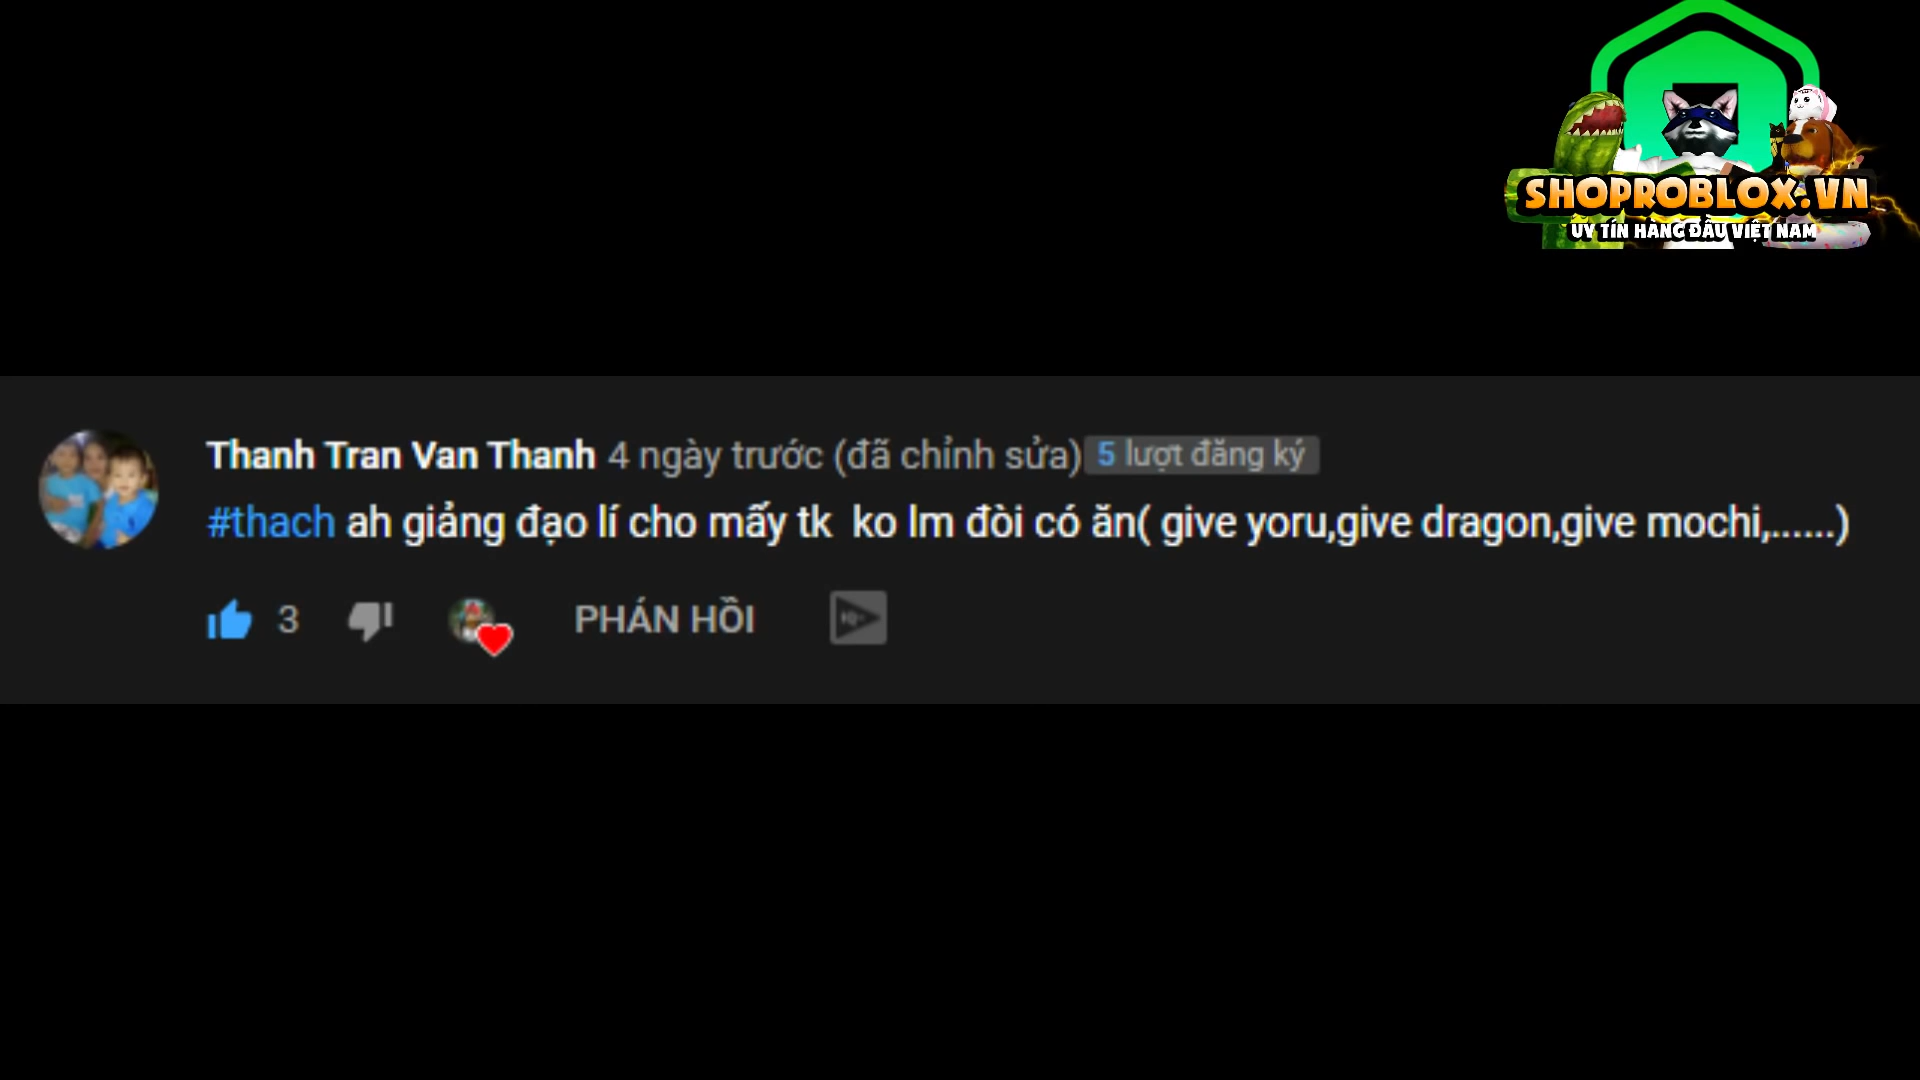 SHOPROBLOX.VN
UY TÍN HÀNG ĐẦU VIỆT NAM
Thanh Tran Van Thanh 4 ngày trước (đã chỉnh sửa) 5 lượt đăng ký
#thach ah giảng đạo lí cho mấy tk ko lm đòi có ăn( give yoru,give dragon,give mochi,......)
3 PHẢN HỒI